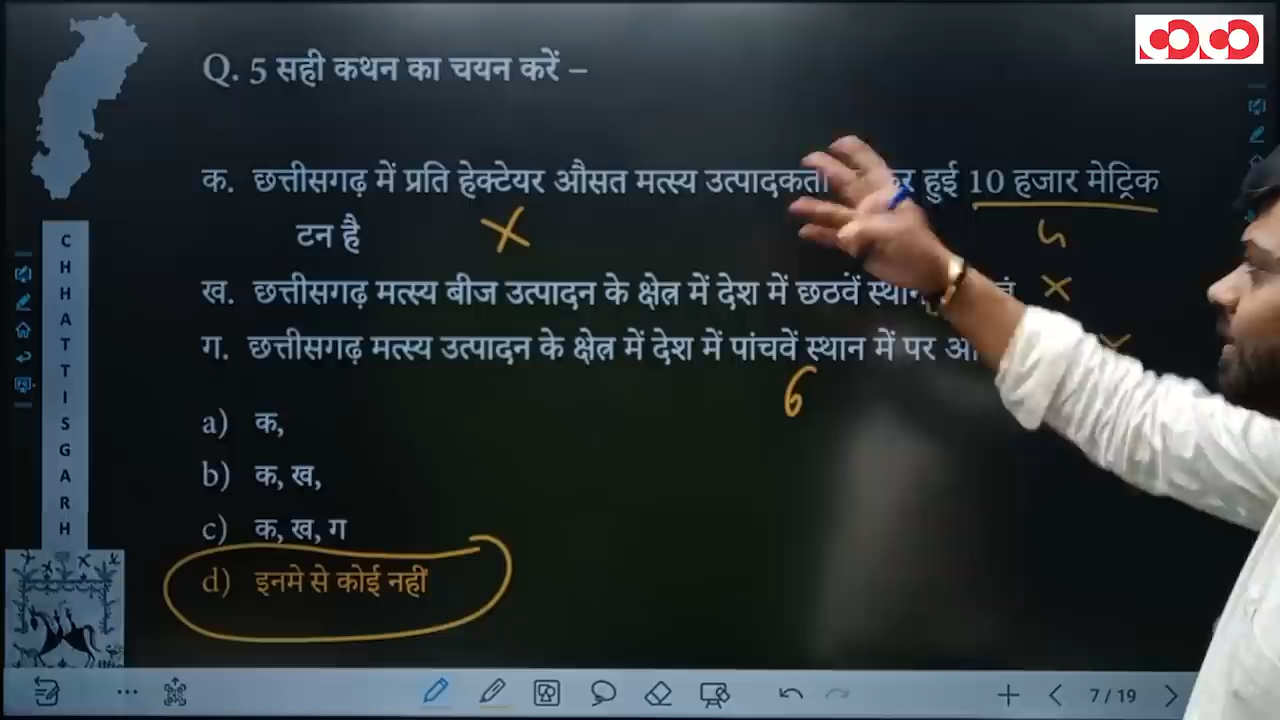 Q. 5 सही कथन का चयन करें –
क. छत्तीसगढ़ में प्रति हेक्टेयर औसत मत्स्य उत्पादकता हुई 10 हजार मेट्रिक
टन है
ख. छत्तीसगढ़ मत्स्य बीज उत्पादन के क्षेत्र में देश में छठवें
ग. छत्तीसगढ़ मत्स्य उत्पादन के क्षेत्र में देश में पांचवें स्थान में पर
6
a) क,
b) क, ख,
c) क, ख, ग
d) इनमे से कोई नहीं
CHHATTISGARH
7 / 19